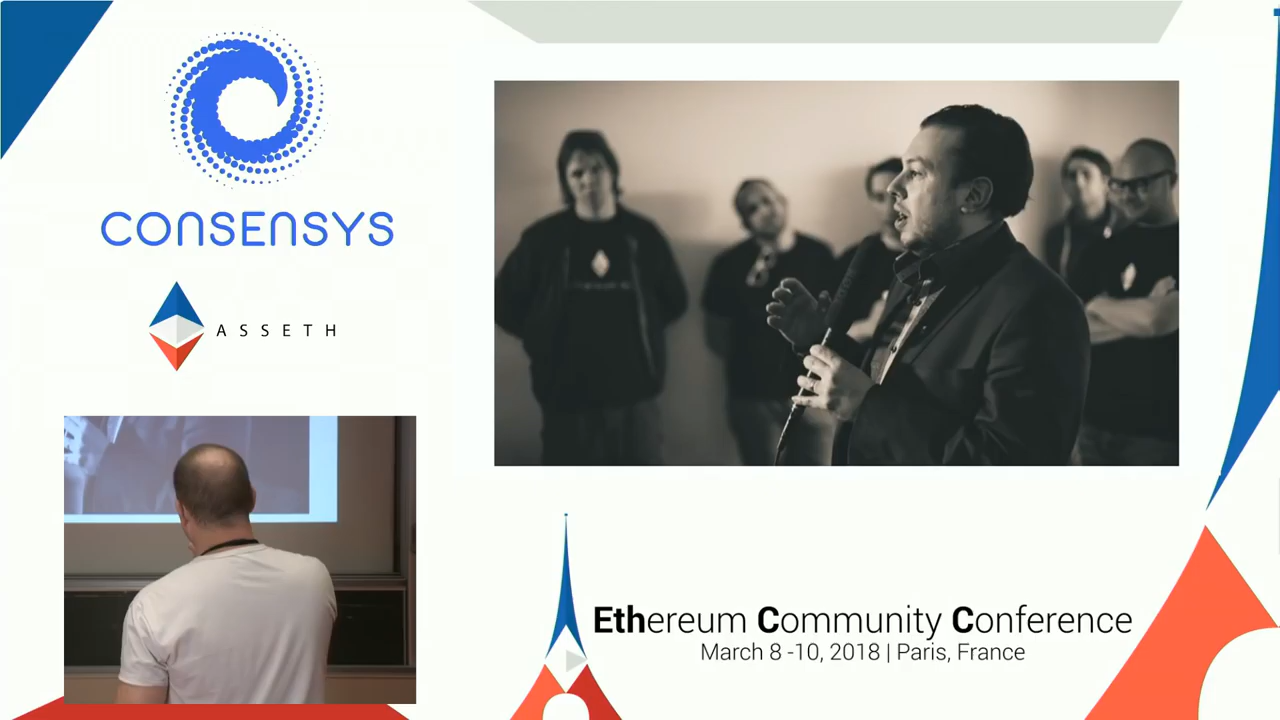 CONSENSYS
ASSETH
Ethereum Community Conference
March 8 -10, 2018 | Paris, France